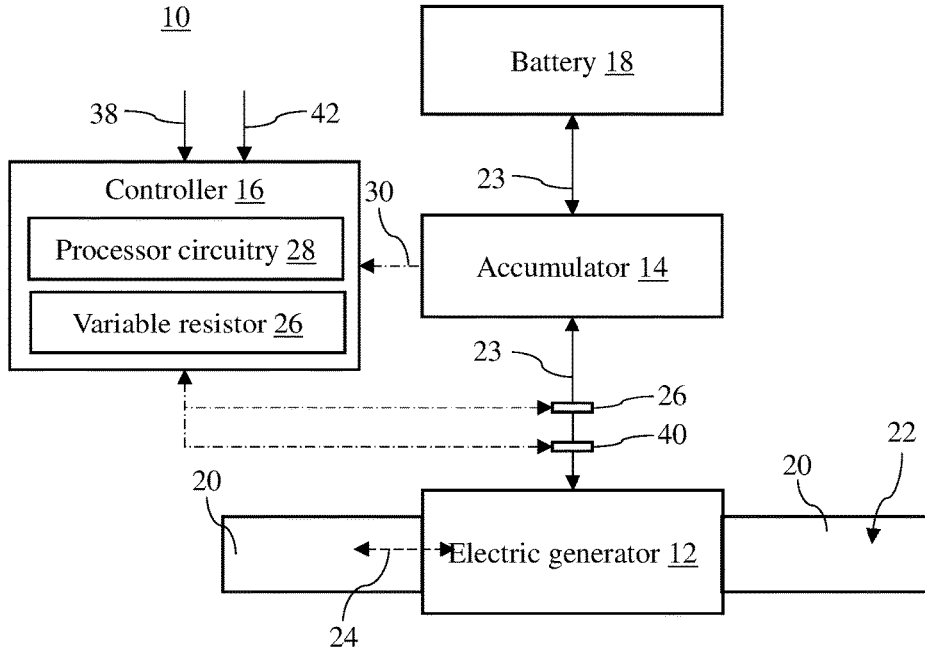 10
Battery 18
38
42
23
Controller 16
30
Processor circuitry 28
Accumulator 14
Variable resistor 26
23
26
40
20
20
22
Electric generator 12
24